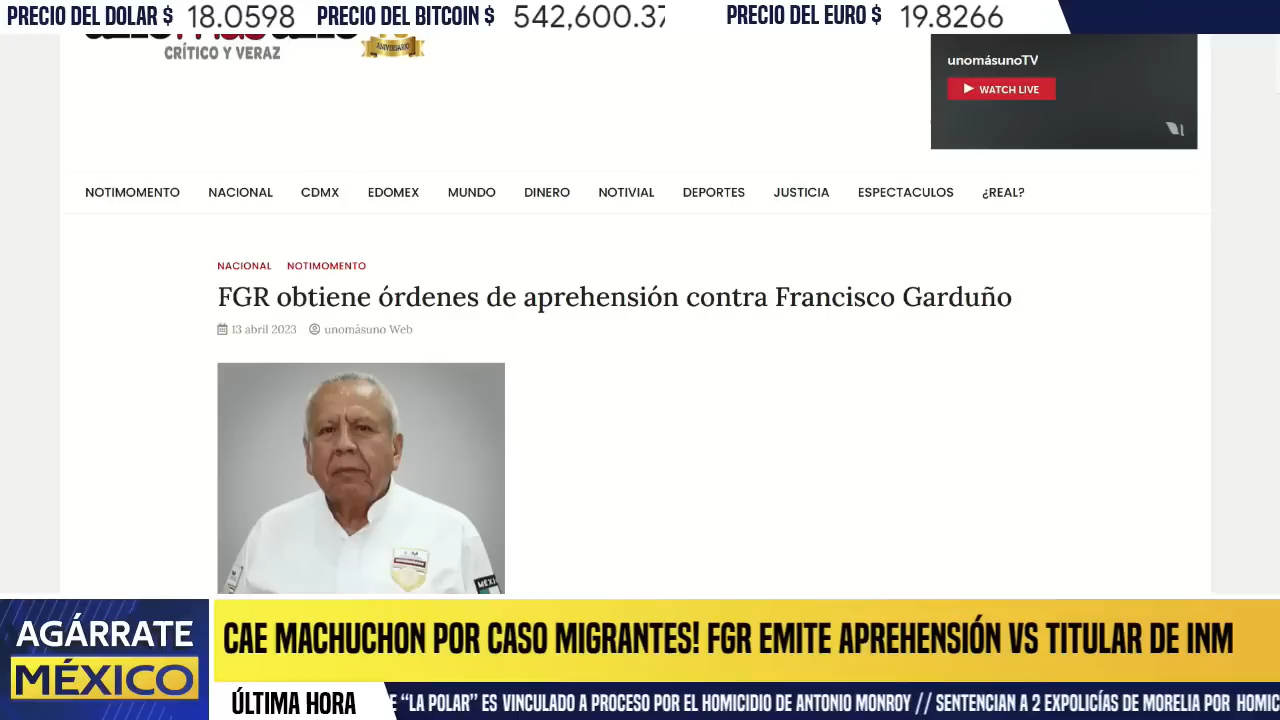 PRECIO DEL DOLAR $ 18.0598 PRECIO DEL BITCOIN $ 542,600.37 PRECIO DEL EURO $ 19.8266
CRÍTICO Y VERAZ
ANIVERSARIO
unomásunoTV
WATCH LIVE
NOTIMOMENTO NACIONAL CDMX EDOMEX MUNDO DINERO NOTIVIAL DEPORTES JUSTICIA ESPECTACULOS ¿REAL?
NACIONAL NOTIMOMENTO
FGR obtiene órdenes de aprehensión contra Francisco Garduño
13 abril 2023 unomásuno Web
MÉXI
AGÁRRATE
MÉXICO
CAE MACHUCHON POR CASO MIGRANTES! FGR EMITE APREHENSIÓN VS TITULAR DE INM
ÚLTIMA HORA
E “LA POLAR” ES VINCULADO A PROCESO POR EL HOMICIDIO DE ANTONIO MONROY // SENTENCIAN A 2 EXPOLICÍAS DE MORELIA POR HOMIC